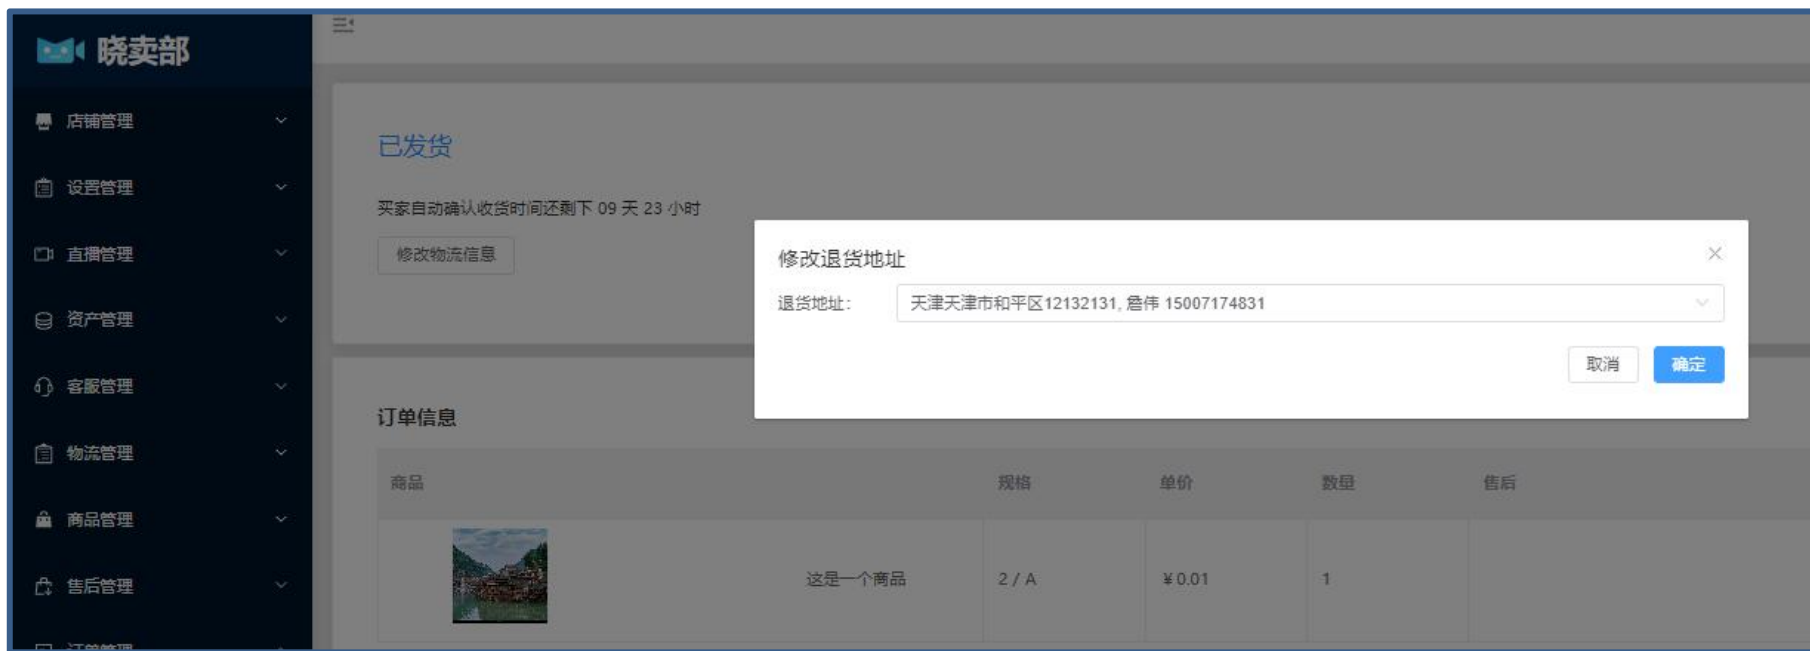 晓卖部
店铺管理
设置管理
直播管理
资产管理
客服管理
物流管理
商品管理
售后管理
订单管理
已发货
买家自动确认收货时间还剩下 09 天 23 小时
修改物流信息
修改退货地址
退货地址：
天津天津市和平区12132131, 詹伟 15007174831
取消
确定
订单信息
商品 规格 单价 数量 售后
这是一个商品 2 / A ¥ 0.01 1